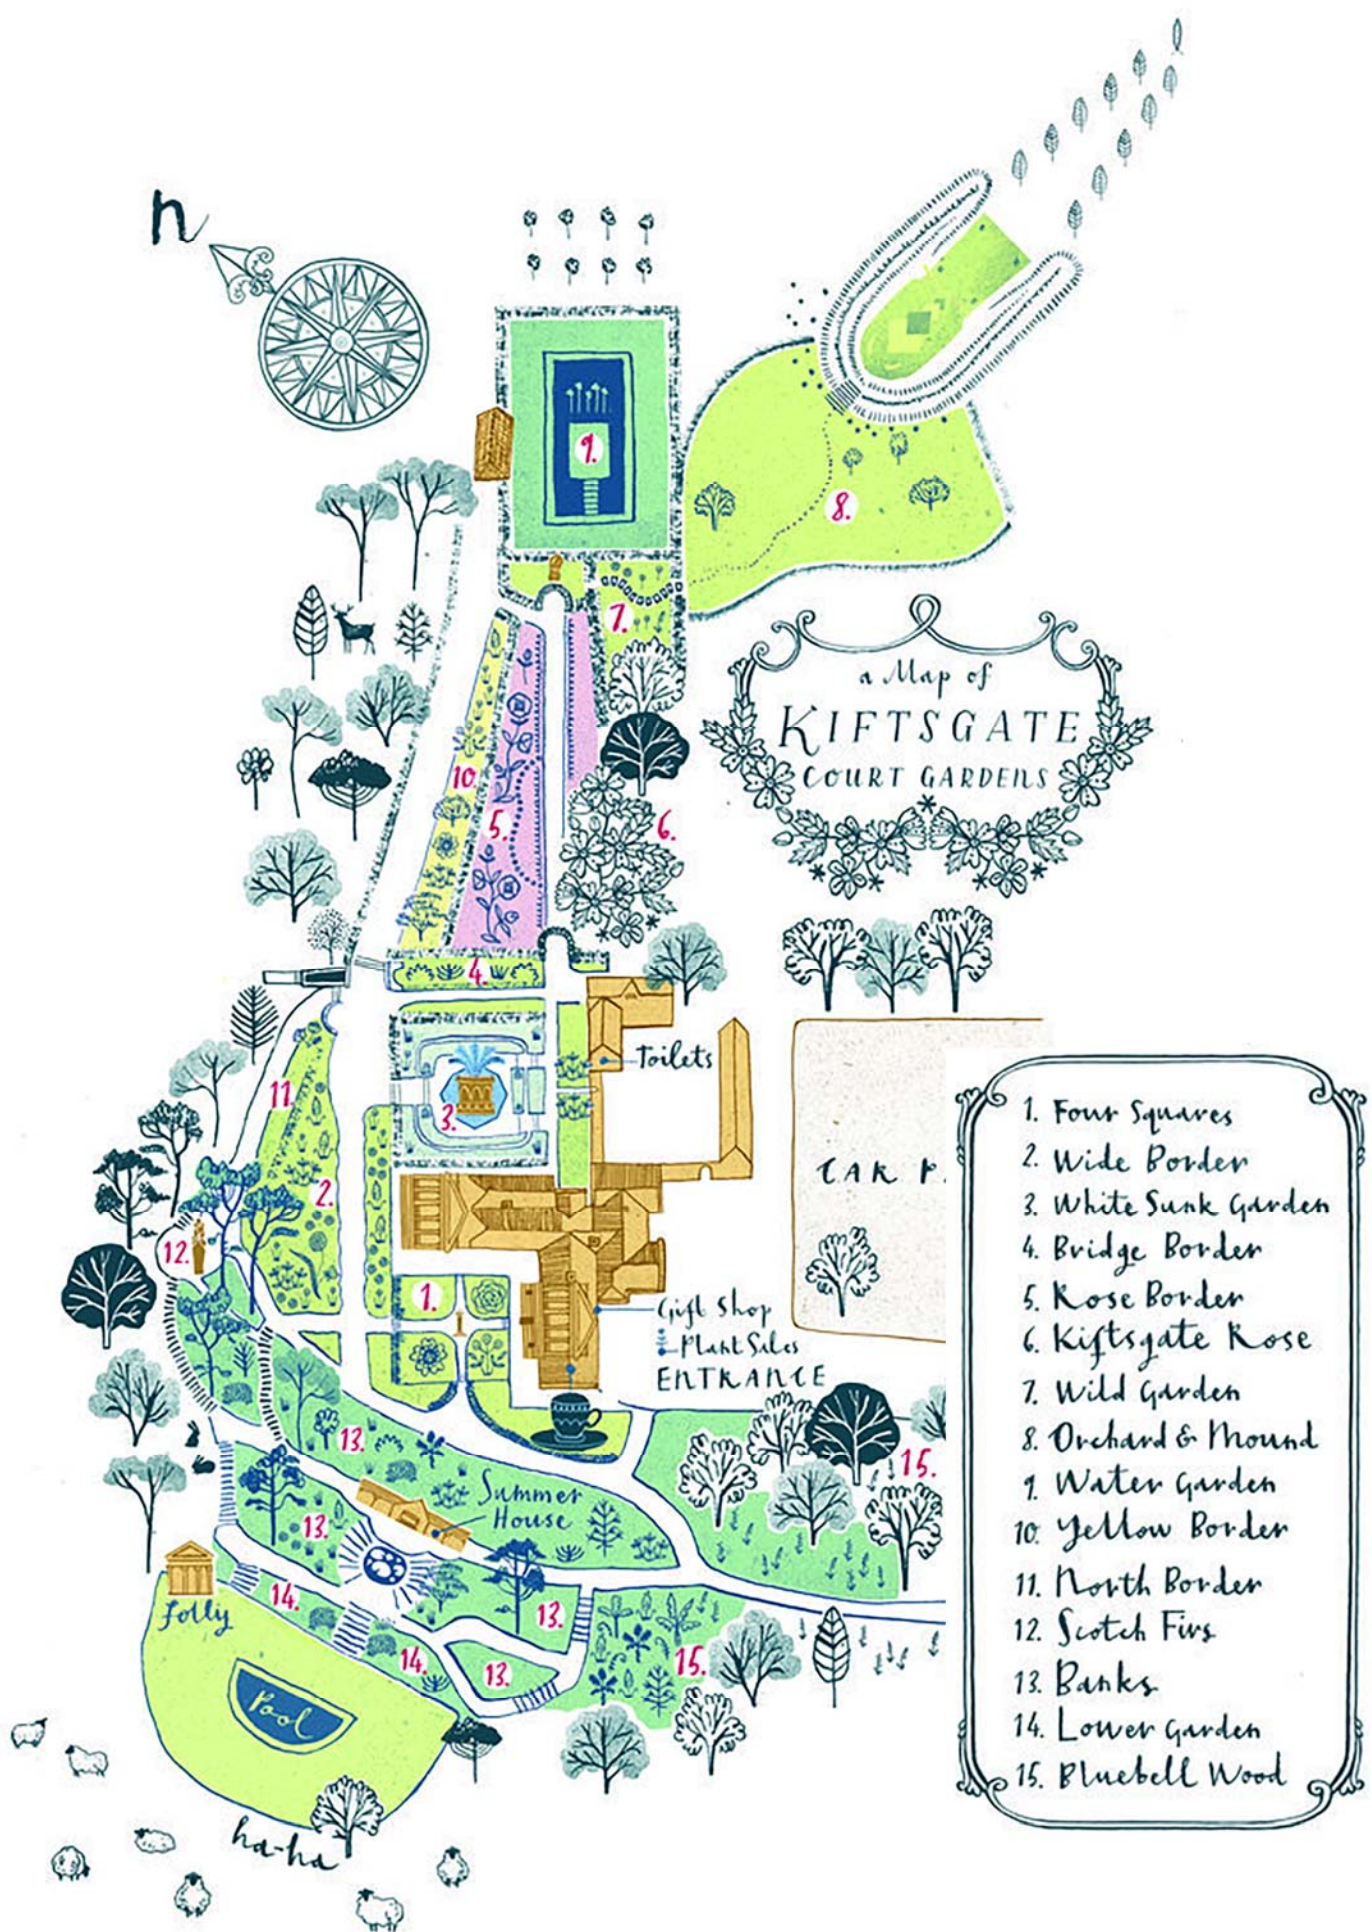 n
9.
8.
7.
a Map of
KIFTSGATE
COURT GARDENS
10.
5.
6.
4.
Toilets
3.
11.
2.
CAR P.
12.
1.
Gift Shop
Plant Sales
ENTRANCE
13.
15.
Summer
House
13.
14.
13.
folly
14.
13.
15.
Pool
ha-ha
1. Four Squares
2. Wide Border
3. White Sunk Garden
4. Bridge Border
5. Rose Border
6. Kiftsgate Rose
7. Wild Garden
8. Orchard & Mound
9. Water Garden
10. Yellow Border
11. North Border
12. Scotch Firs
13. Banks
14. Lower Garden
15. Bluebell Wood